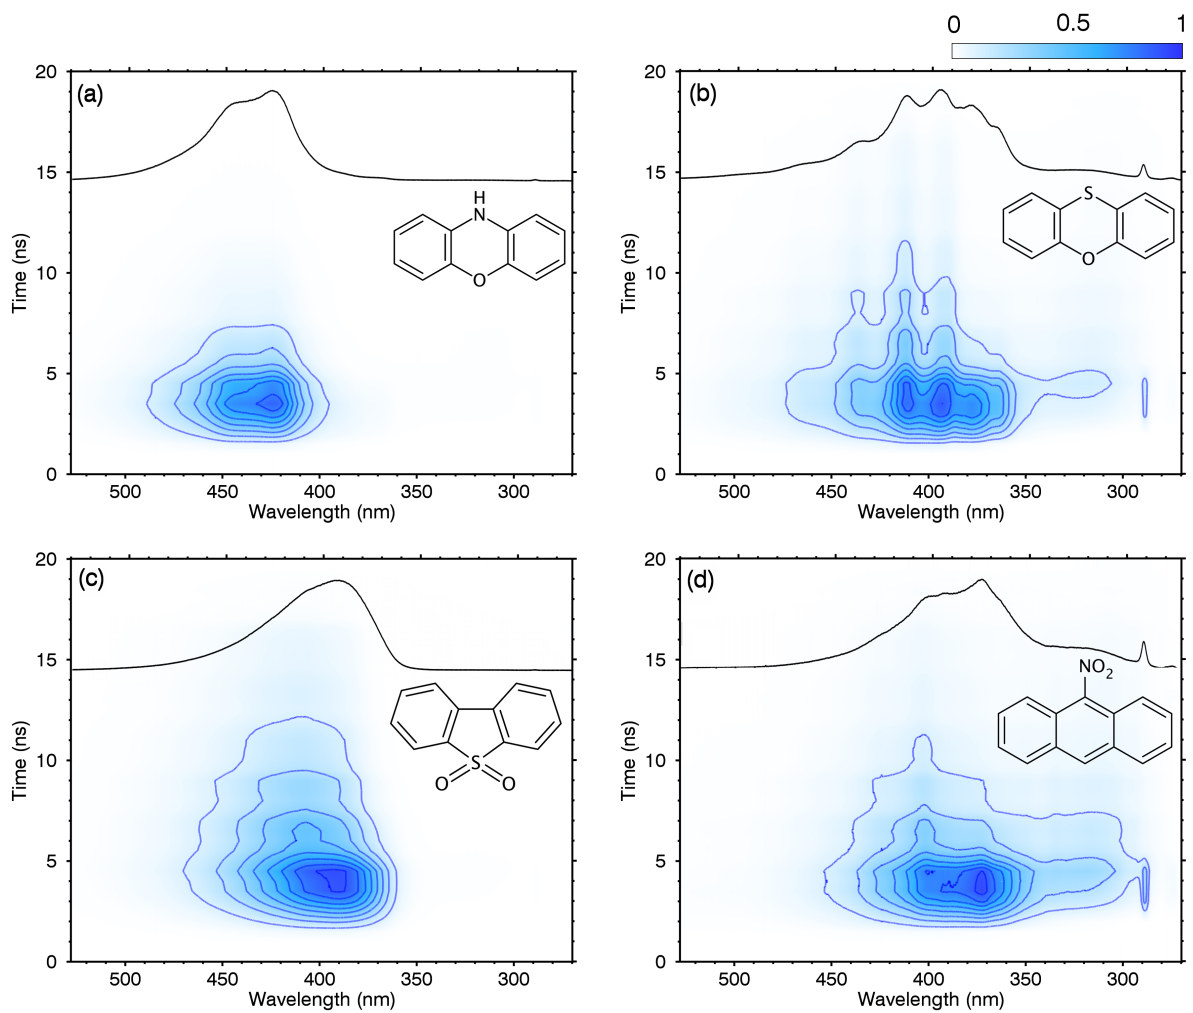 0 0.5 1
20 (a) 15 10 5 0
Time (ns)
500 450 400 350 300
Wavelength (nm)
H
N
O
20 (b) 15 10 5 0
Time (ns)
500 450 400 350 300
Wavelength (nm)
S
O
20 (c) 15 10 5 0
Time (ns)
500 450 400 350 300
Wavelength (nm)
S
O O
20 (d) 15 10 5 0
Time (ns)
500 450 400 350 300
Wavelength (nm)
NO2